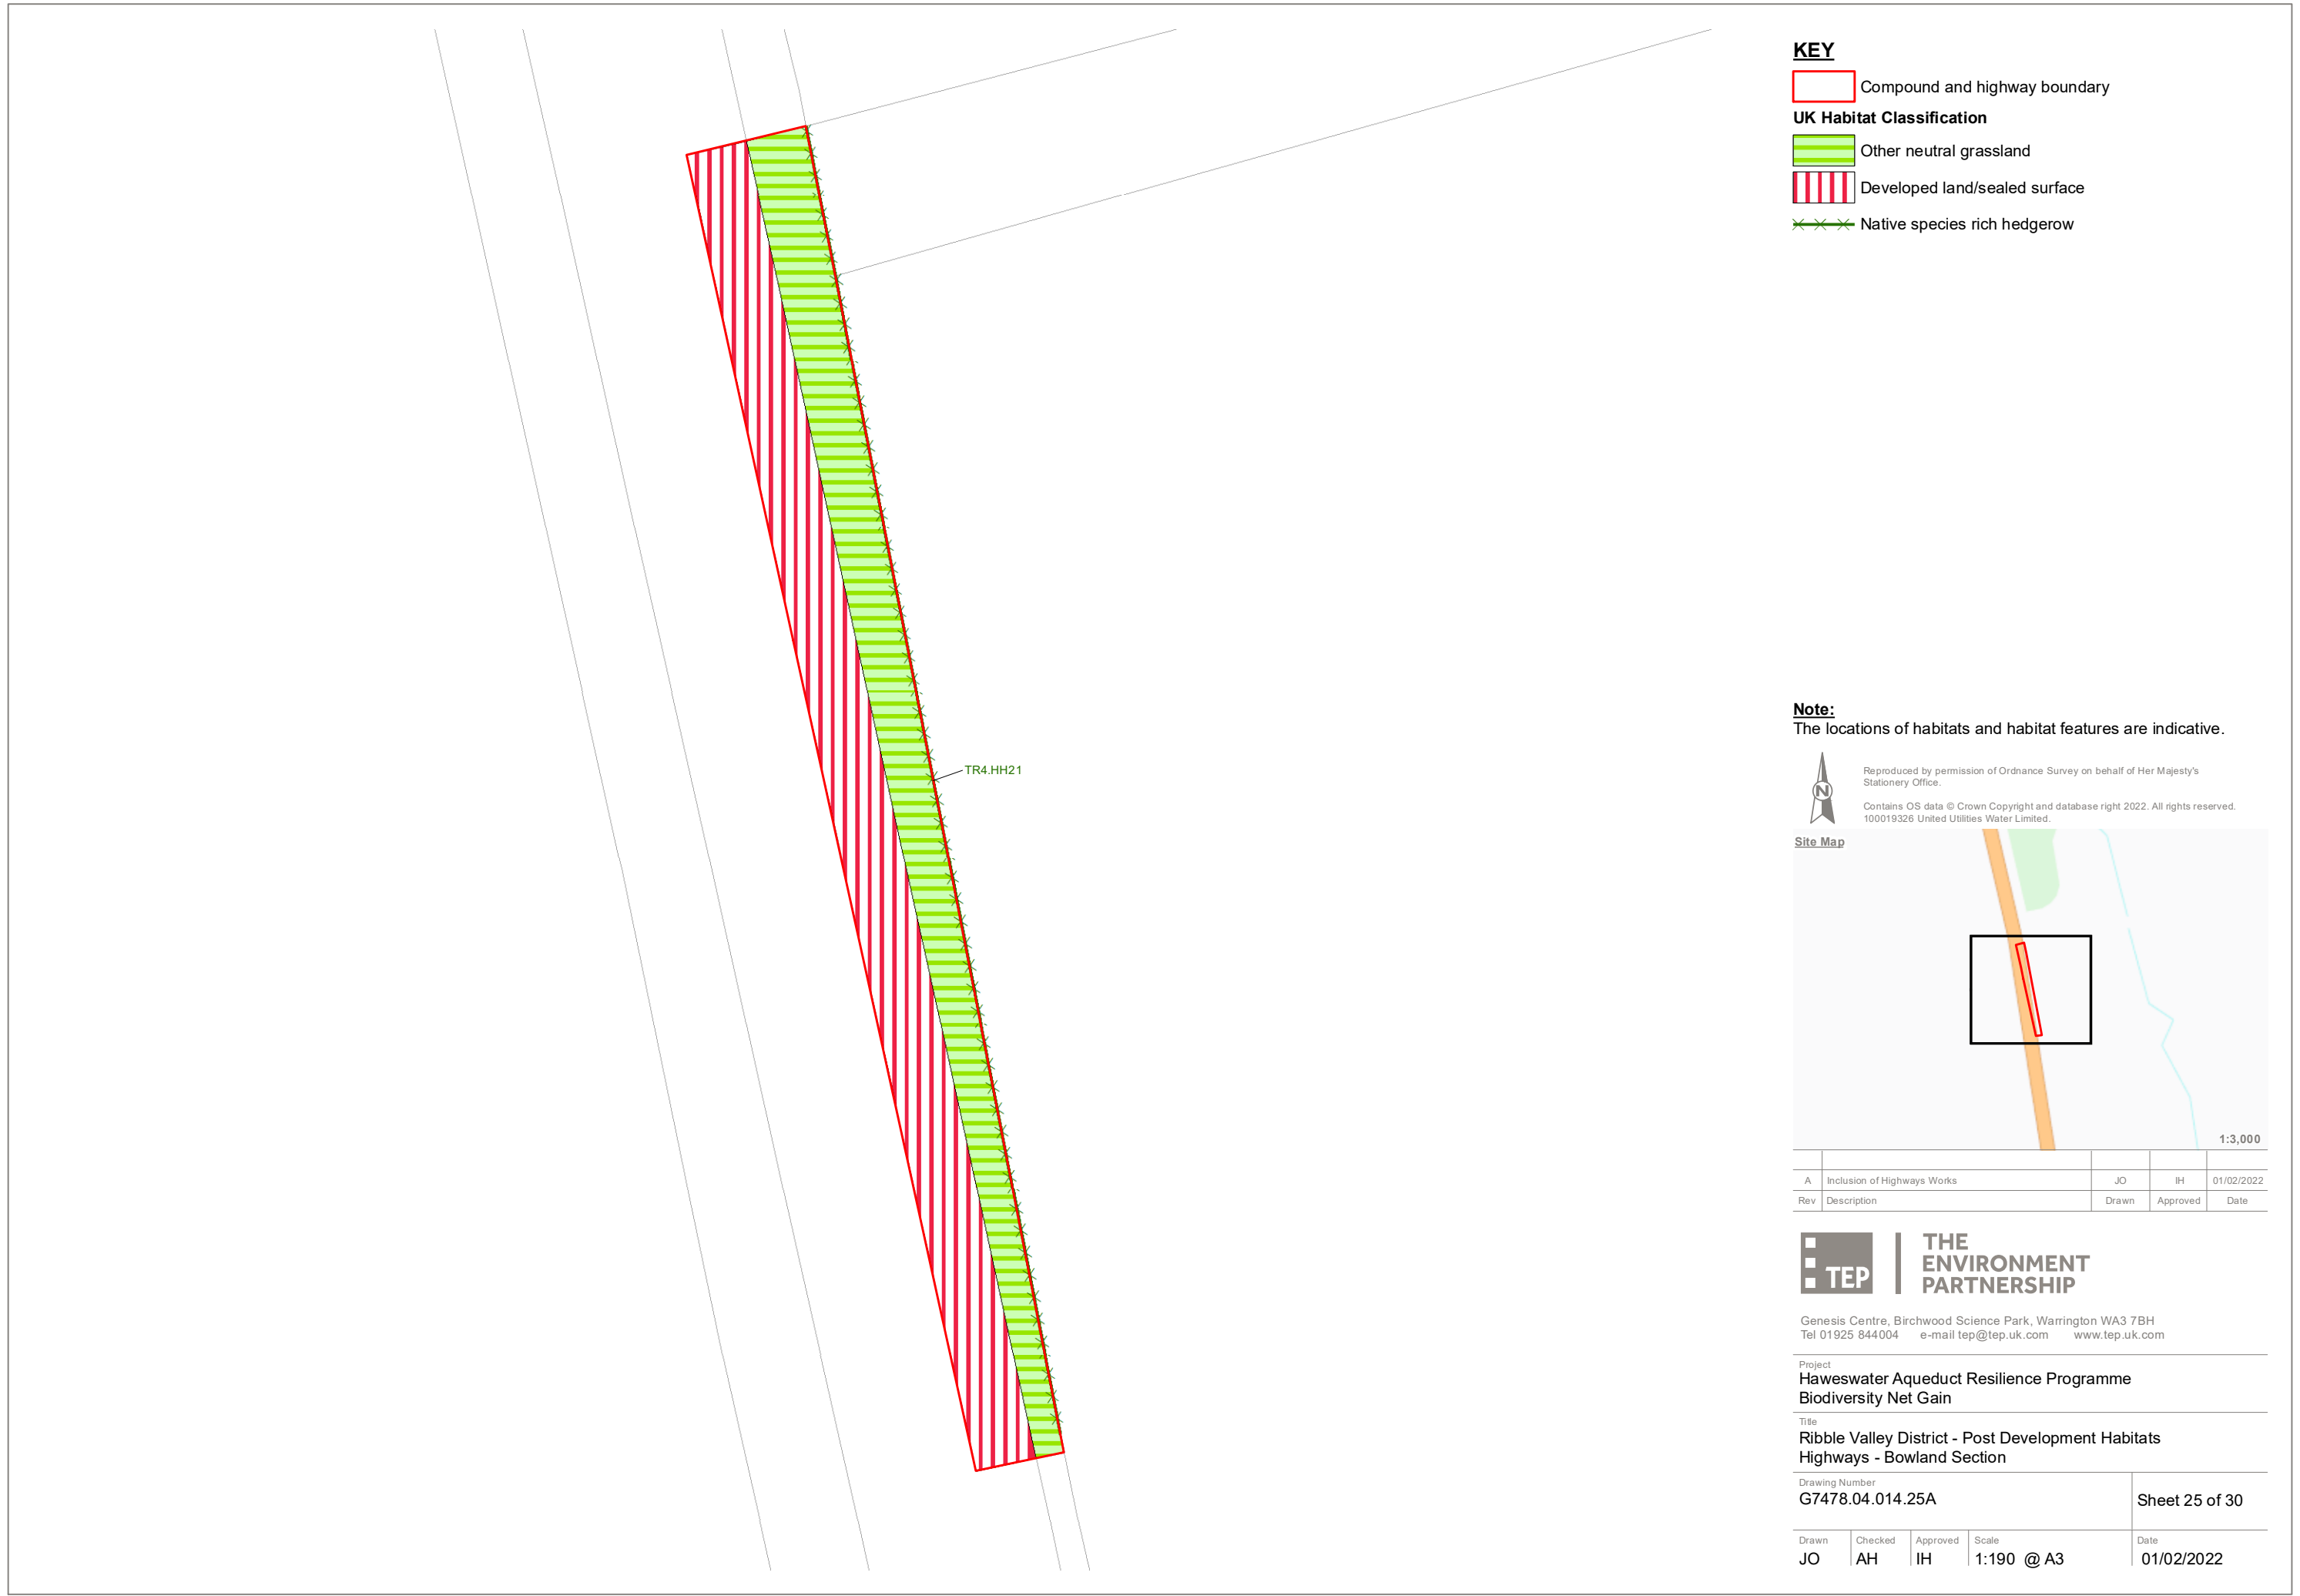 KEY
Compound and highway boundary
UK Habitat Classification
Other neutral grassland
Developed land/sealed surface
Native species rich hedgerow
TR4.HH21
Note:
The locations of habitats and habitat features are indicative.
N
Reproduced by permission of Ordnance Survey on behalf of Her Majesty's
Stationery Office.
Contains OS data © Crown Copyright and database right 2022. All rights reserved.
100019326 United Utilities Water Limited.
Site Map
1:3,000
A Inclusion of Highways Works JO IH 01/02/2022
Rev Description Drawn Approved Date
TEP
THE
ENVIRONMENT
PARTNERSHIP
Genesis Centre, Birchwood Science Park, Warrington WA3 7BH
Tel 01925 844004 e-mail tep@tep.uk.com www.tep.uk.com
Project
Haweswater Aqueduct Resilience Programme
Biodiversity Net Gain
Title
Ribble Valley District - Post Development Habitats
Highways - Bowland Section
Drawing Number
G7478.04.014.25A
Sheet 25 of 30
Drawn Checked Approved Scale Date
JO AH IH 1:190 @ A3 01/02/2022